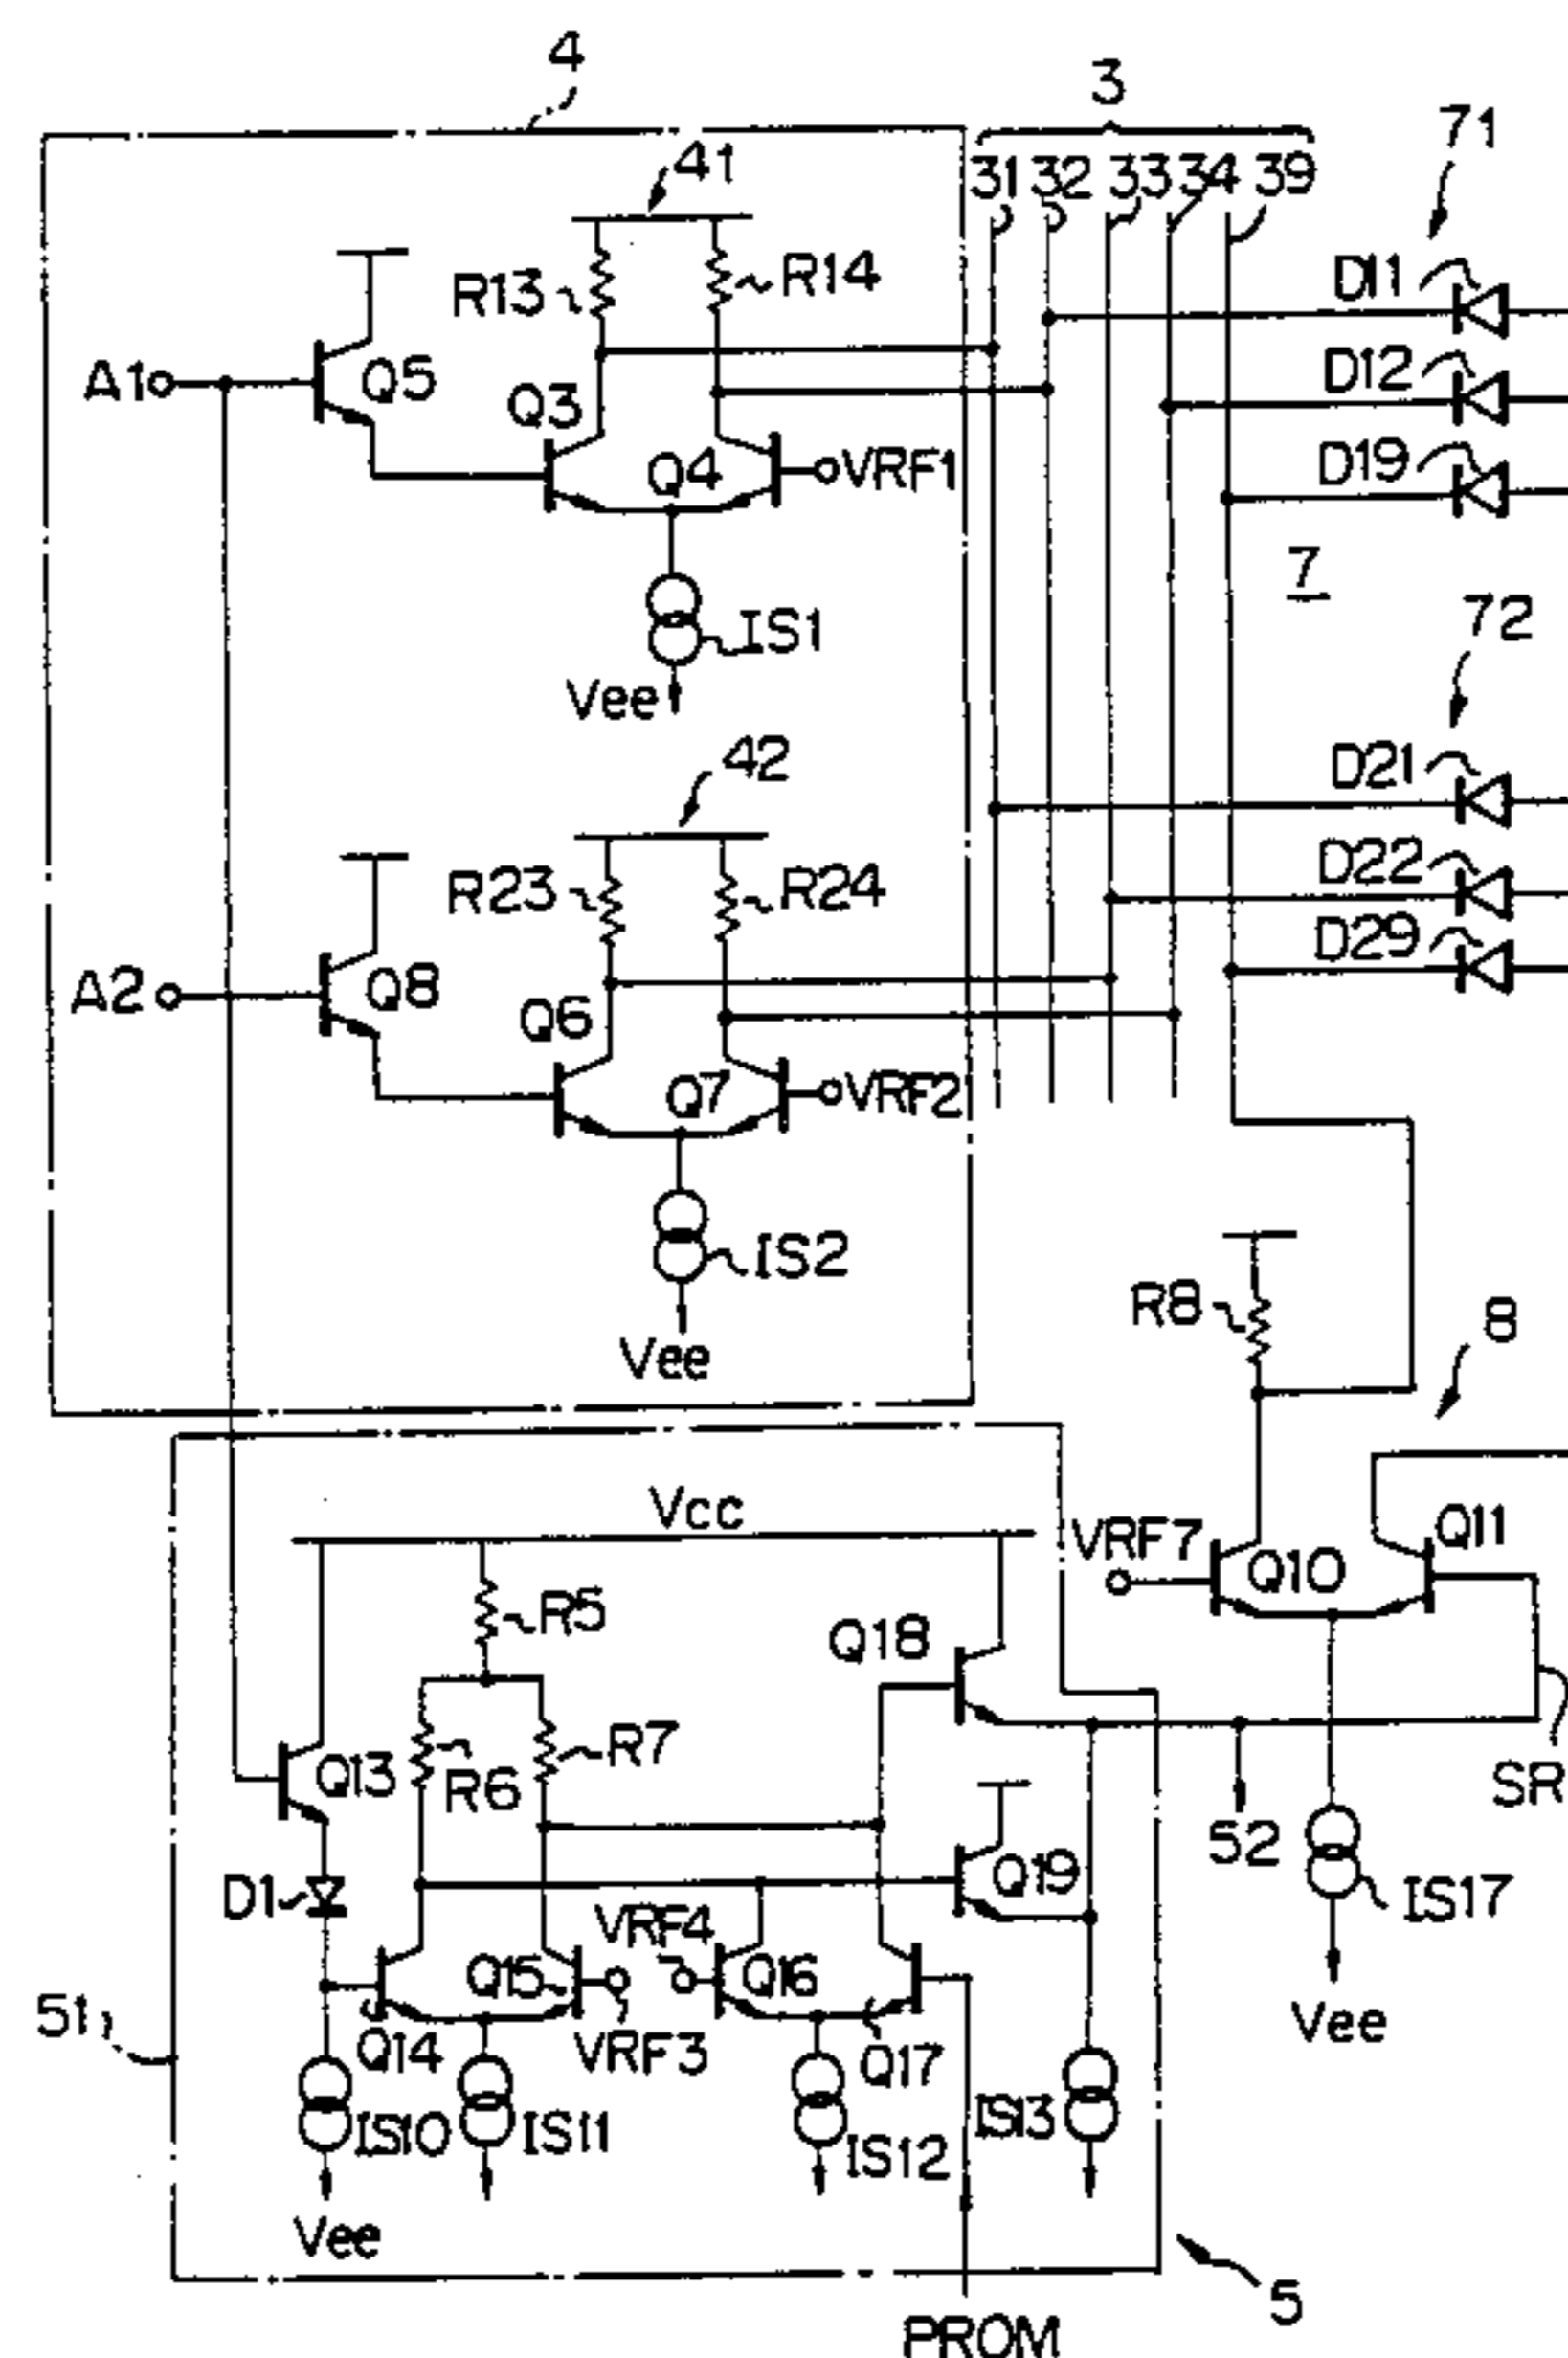 4
3
71
41
31 32 33 34 39
D11
R13
R14
D12
A1
Q5
Q3
D19
Q4
VRF1
7
IS1
72
Vee
42
D21
R23
R24
D22
D29
A2
Q8
Q6
Q7
VRF2
IS2
R8
8
Vee
Vcc
VRF7
Q10
Q11
R5
Q18
R7
Q13
R6
SR
52
Q19
D1
IS17
VRF4
Q15
Q16
51
Q14
VRF3
Q17
Vee
IS10
IS11
IS12
IS13
Vee
5
PROM